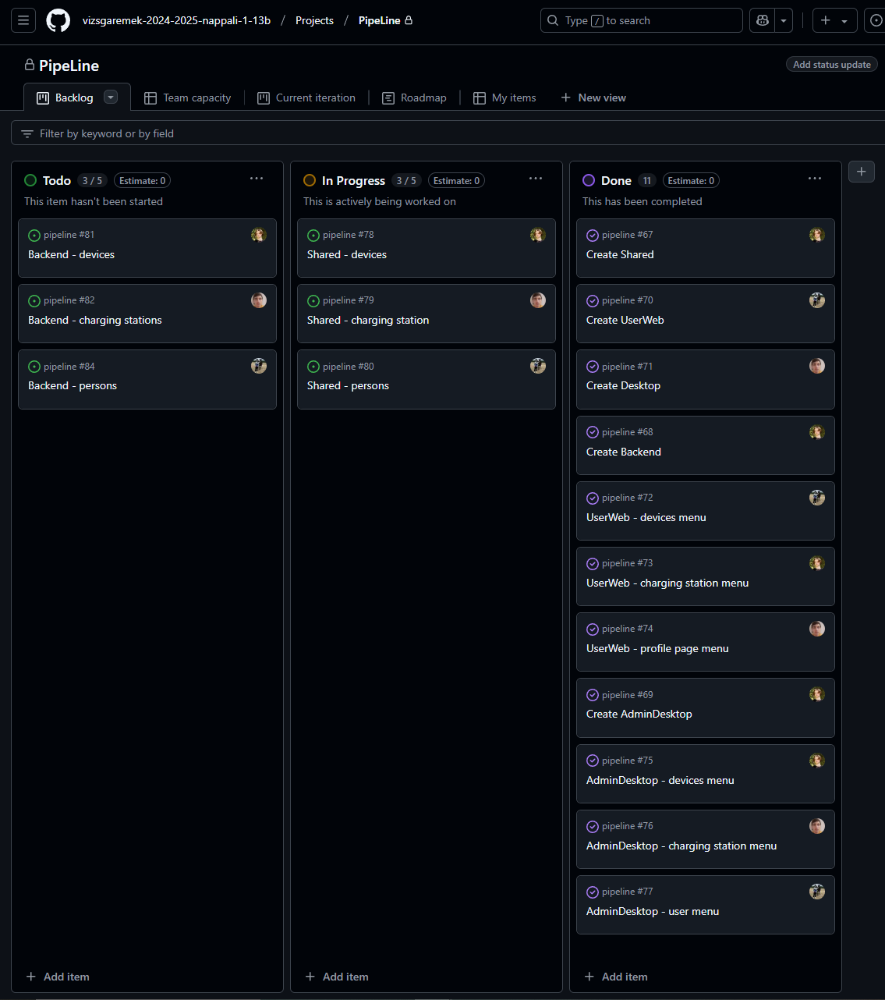 vizsgaremek-2024-2025-nappali-1-13b / Projects / PipeLine
Type / to search
PipeLine
Add status update
Backlog
Team capacity
Current iteration
Roadmap
My items
New view
Filter by keyword or by field
Todo 3 / 5 Estimate: 0
This item hasn't been started
pipeline #81
Backend - devices
pipeline #82
Backend - charging stations
pipeline #84
Backend - persons
Add item
In Progress 3 / 5 Estimate: 0
This is actively being worked on
pipeline #78
Shared - devices
pipeline #79
Shared - charging station
pipeline #80
Shared - persons
Add item
Done 11 Estimate: 0
This has been completed
pipeline #67
Create Shared
pipeline #70
Create UserWeb
pipeline #71
Create Desktop
pipeline #68
Create Backend
pipeline #72
UserWeb - devices menu
pipeline #73
UserWeb - charging station menu
pipeline #74
UserWeb - profile page menu
pipeline #69
Create AdminDesktop
pipeline #75
AdminDesktop - devices menu
pipeline #76
AdminDesktop - charging station menu
pipeline #77
AdminDesktop - user menu
Add item